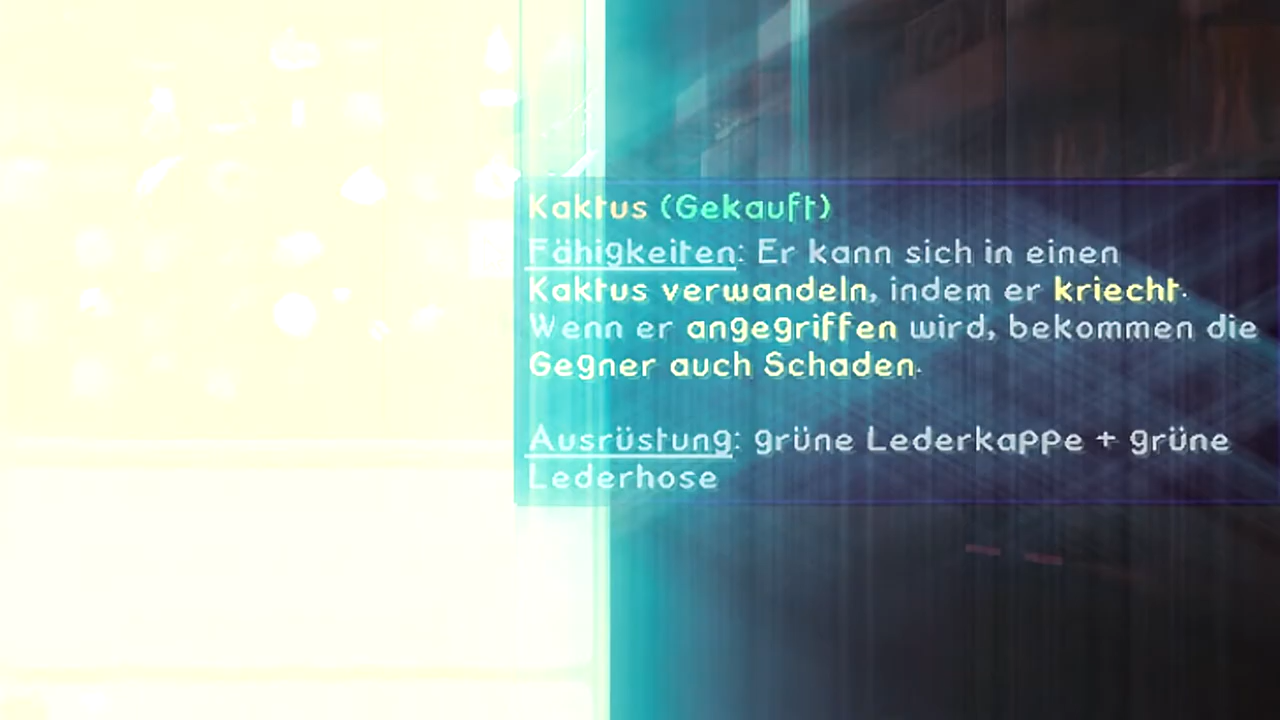 Kaktus (Gekauft)
Fähigkeiten: Er kann sich in einen
Kaktus verwandeln, indem er kriecht.
Wenn er angegriffen wird, bekommen die
Gegner auch Schaden.
Ausrüstung: grüne Lederkappe + grüne
Lederhose